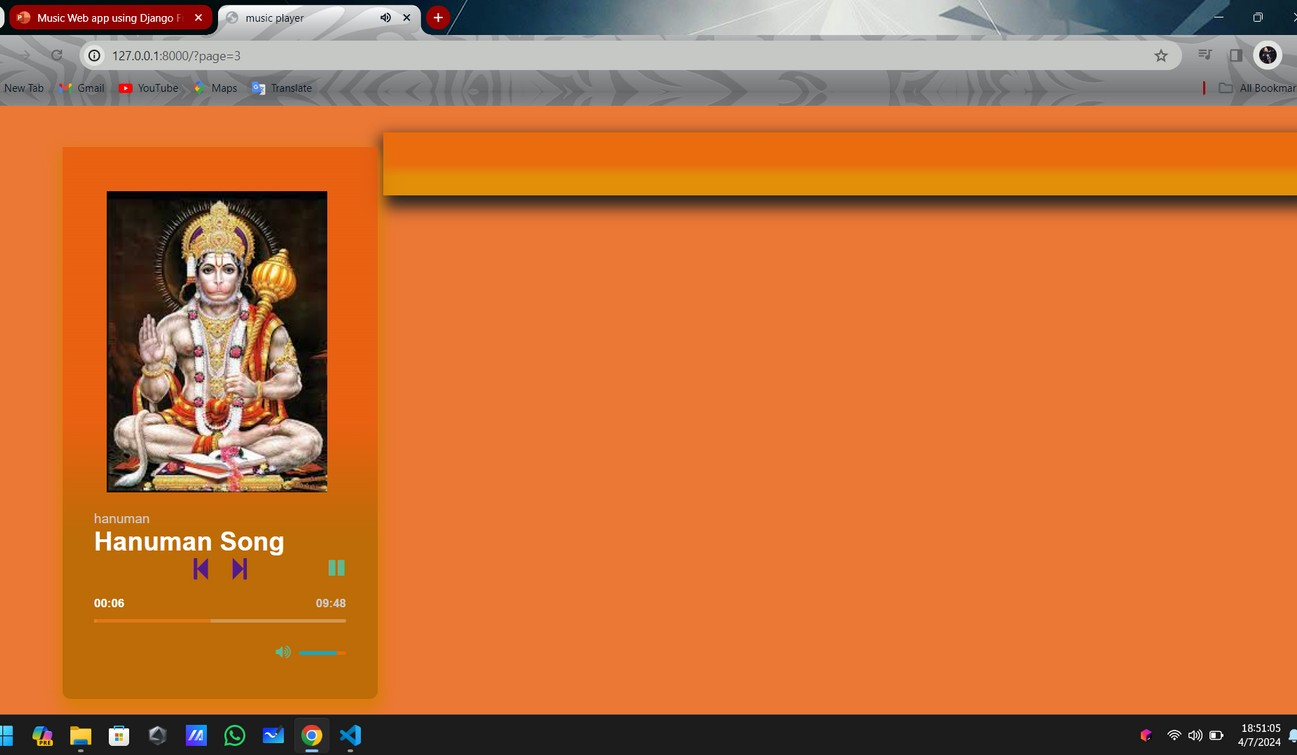 Music Web app using Django F
music player
127.0.0.1:8000/?page=3
New Tab
Gmail
YouTube
Maps
Translate
All Bookmar
hanuman
Hanuman Song
00:06
09:48
PRE
18:51:05
4/7/2024